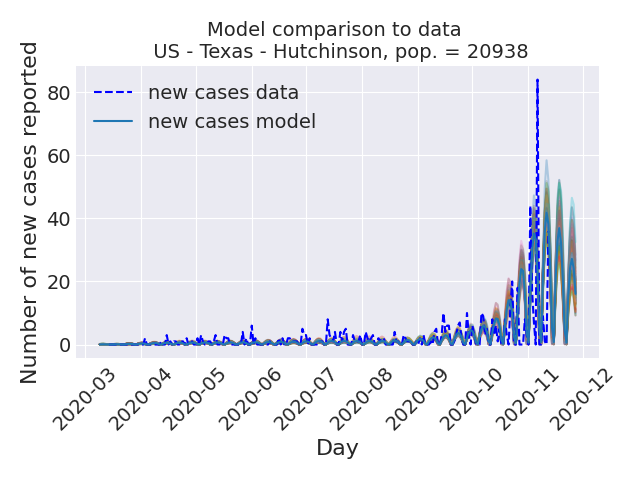 Model comparison to data
US - Texas - Hutchinson, pop. = 20938
Number of new cases reported
80
60
40
20
0
new cases data
new cases model
2020-03
2020-04
2020-05
2020-06
2020-07
2020-08
2020-09
2020-10
2020-11
2020-12
Day